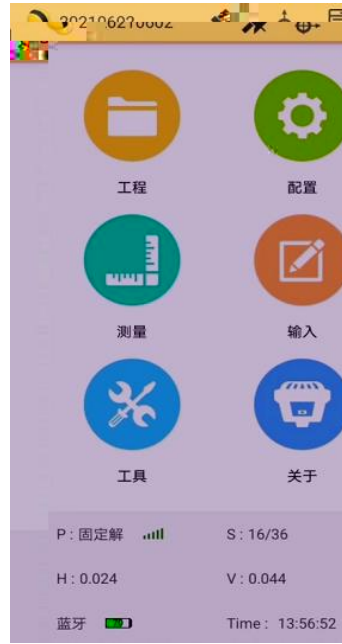 工程 配置
测量 输入
工具 关于
P : 固定解 S : 16/36
H : 0.024 V : 0.044
蓝牙 Time : 13:56:52